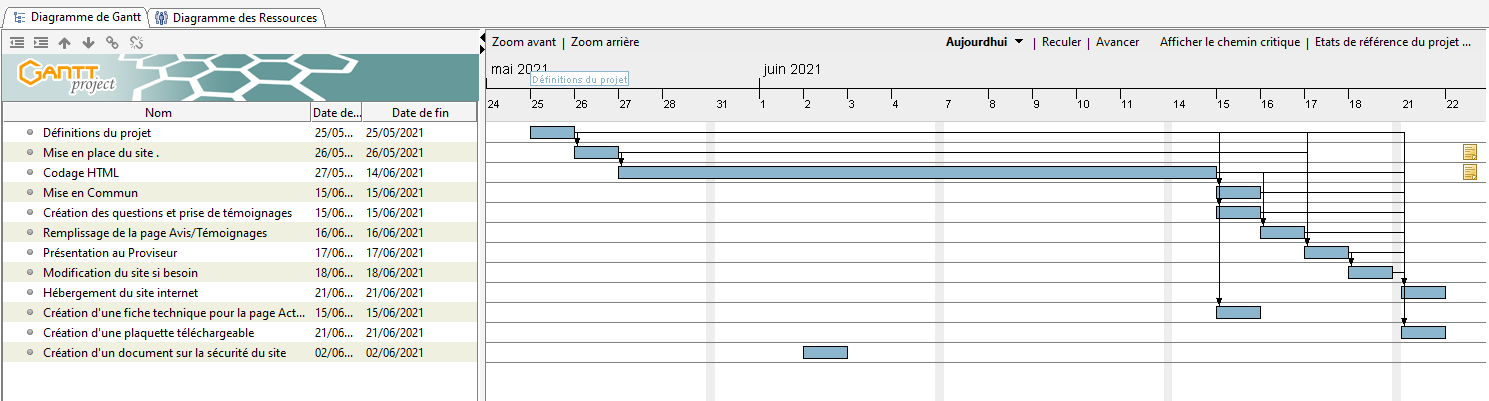 Diagramme de Gantt Diagramme des Ressources
Zoom avant | Zoom arrière Aujourdhui | Reculer | Avancer Afficher le chemin critique | Etats de référence du projet ...
GANTT project
mai 2021 juin 2021
Définitions du projet
24 25 26 27 28 31 1 2 3 4 7 8 9 10 11 14 15 16 17 18 21 22
Nom Date de... Date de fin
Définitions du projet 25/05... 25/05/2021
Mise en place du site . 26/05... 26/05/2021
Codage HTML 27/05... 14/06/2021
Mise en Commun 15/06... 15/06/2021
Création des questions et prise de témoignages 15/06... 15/06/2021
Remplissage de la page Avis/Témoignages 16/06... 16/06/2021
Présentation au Proviseur 17/06... 17/06/2021
Modification du site si besoin 18/06... 18/06/2021
Hébergement du site internet 21/06... 21/06/2021
Création d'une fiche technique pour la page Act... 15/06... 15/06/2021
Création d'une plaquette téléchargeable 21/06... 21/06/2021
Création d'un document sur la sécurité du site 02/06... 02/06/2021